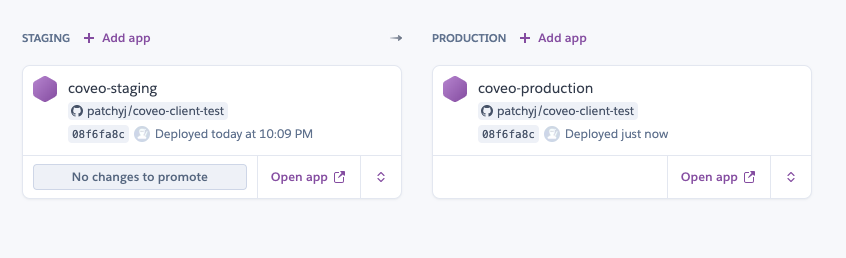 STAGING + Add app
coveo-staging
patchyj/coveo-client-test
08f6fa8c Deployed today at 10:09 PM
No changes to promote Open app
PRODUCTION + Add app
coveo-production
patchyj/coveo-client-test
08f6fa8c Deployed just now
Open app